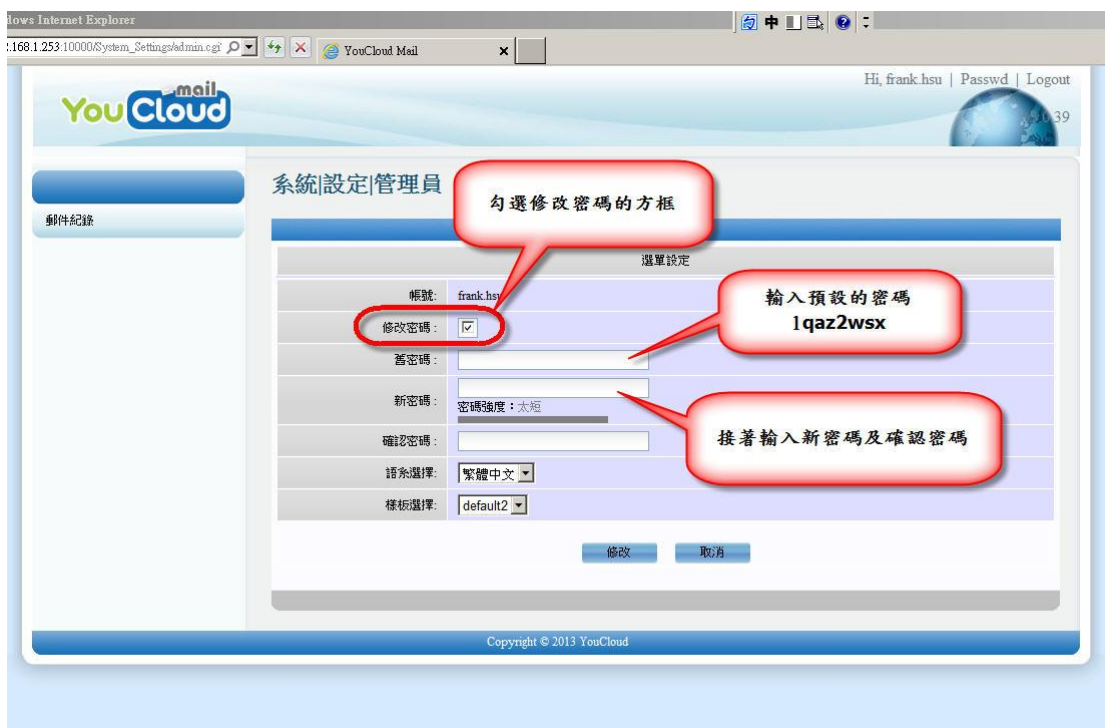 dows Internet Explorer
中
2.168.1.253:10000/System_Settings/admin.cgi
YouCloud Mail
Hi, frank.hsu | Passwd | Logout
mail
YouCloud
39
系統|設定|管理員
勾選修改密碼的方框
郵件紀錄
選單設定
帳號: frank.hsu
輸入預設的密碼
1qaz2wsx
修改密碼 :
舊密碼 :
新密碼 :
密碼強度：太短
接著輸入新密碼及確認密碼
確認密碼 :
語系選擇: 繁體中文
樣板選擇: default2
修改 取消
Copyright © 2013 YouCloud